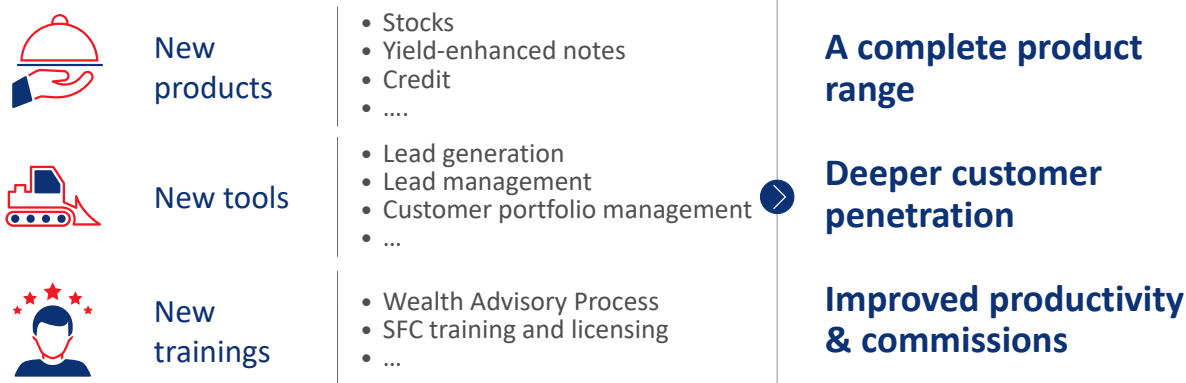 New
products
• Stocks
• Yield-enhanced notes
• Credit
• ....
A complete product
range
New tools
• Lead generation
• Lead management
• Customer portfolio management
• ...
Deeper customer
penetration
New
trainings
• Wealth Advisory Process
• SFC training and licensing
• ...
Improved productivity
& commissions